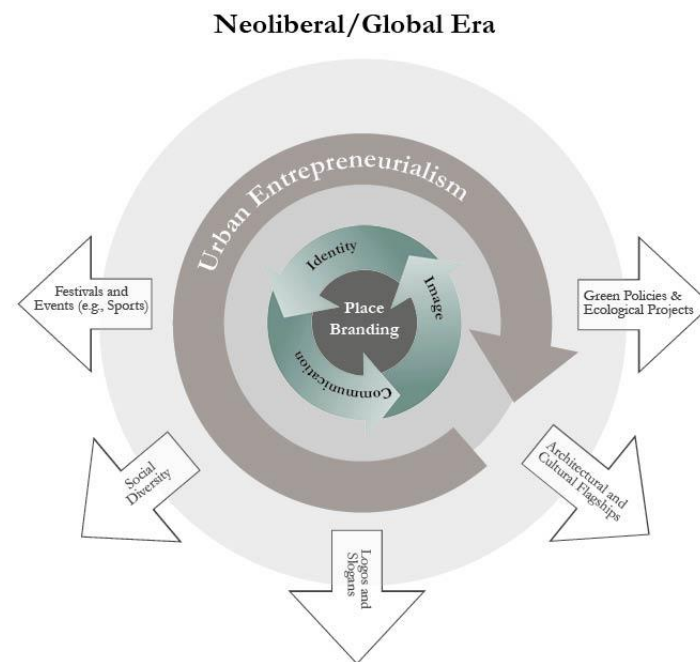 Neoliberal/Global Era
Urban Entrepreneurialism
Identity
Image
Place
Branding
Communication
Festivals and
Events (e.g., Sports)
Green Policies &
Ecological Projects
Social
Diversity
Architectural and
Cultural Flagships
Logos and
Slogans